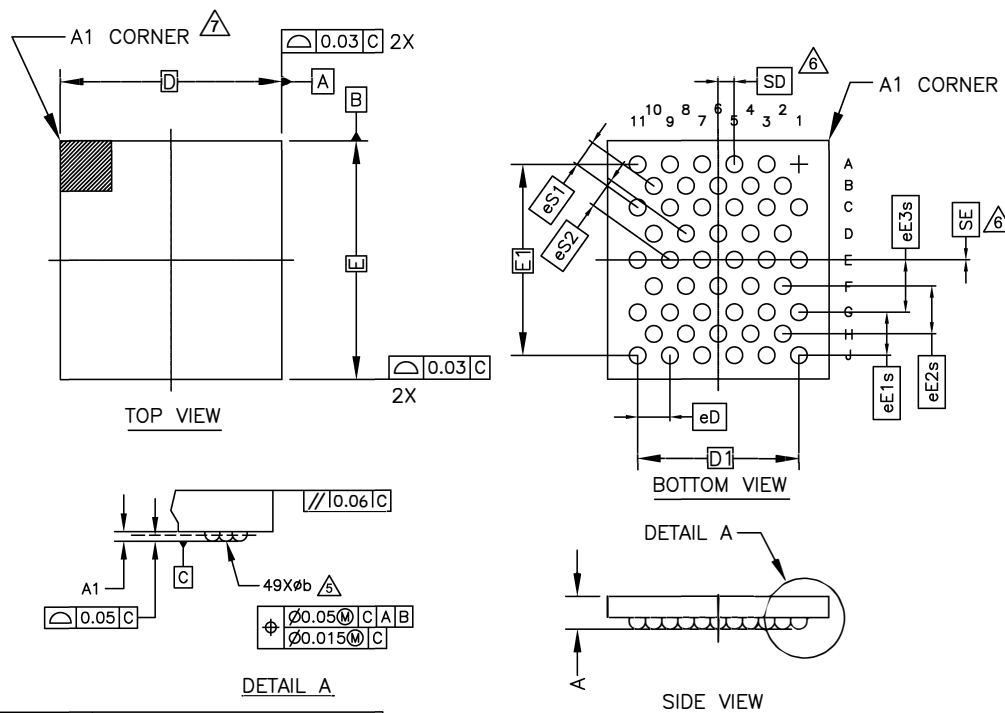 A1 CORNER 7
⌓ 0.03 C 2X
D
A
B
E
⌓ 0.03 C
2X
TOP VIEW
SD 6
A1 CORNER
11 10 9 8 7 6 5 4 3 2 1
A
B
C
D
E
F
G
H
J
eS1
eS2
E1
SE 6
eE3s
eE2s
eE1s
eD
D1
BOTTOM VIEW
// 0.06 C
A1
C
49XØb 5
⌓ 0.05 C
⌖ Ø0.05Ⓜ C A B
Ø0.015Ⓜ C
DETAIL A
DETAIL A
A
SIDE VIEW